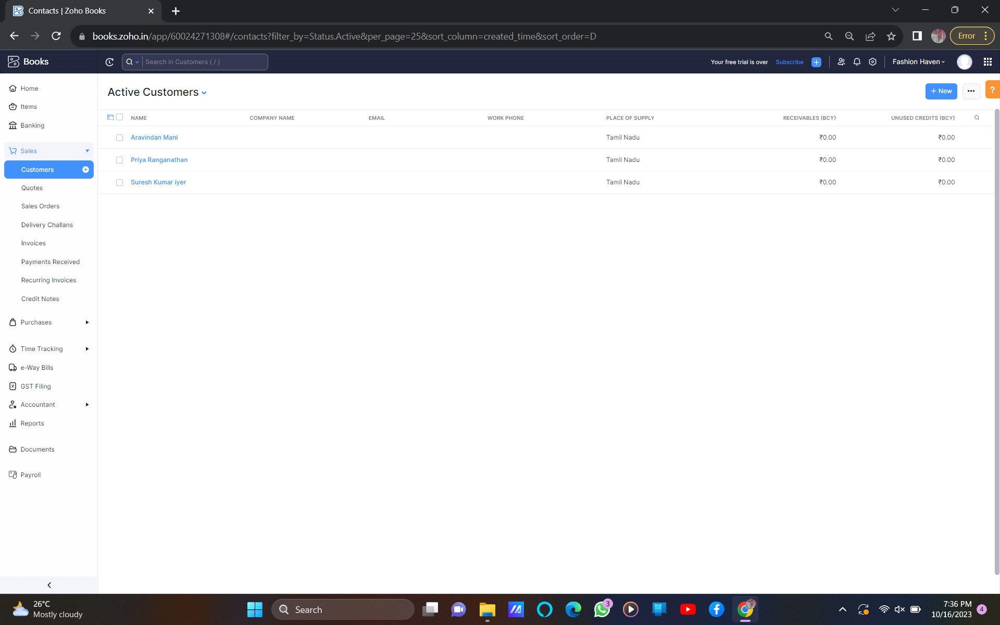 Contacts | Zoho Books
books.zoho.in/app/60024271308#/contacts?filter_by=Status.Active&per_page=25&sort_column=created_time&sort_order=D
Error
Books
Search in Customers ( / )
Your free trial is over
Subscribe
Fashion Haven
Home
Items
Banking
Sales
Customers
Quotes
Sales Orders
Delivery Challans
Invoices
Payments Received
Recurring Invoices
Credit Notes
Purchases
Time Tracking
e-Way Bills
GST Filing
Accountant
Reports
Documents
Payroll
Active Customers
+ New
?
NAME COMPANY NAME EMAIL WORK PHONE PLACE OF SUPPLY RECEIVABLES (BCY) UNUSED CREDITS (BCY)
Aravindan Mani Tamil Nadu ₹0.00 ₹0.00
Priya Ranganathan Tamil Nadu ₹0.00 ₹0.00
Suresh Kumar iyer Tamil Nadu ₹0.00 ₹0.00
26°C
Mostly cloudy
Search
3
7:36 PM
10/16/2023
4